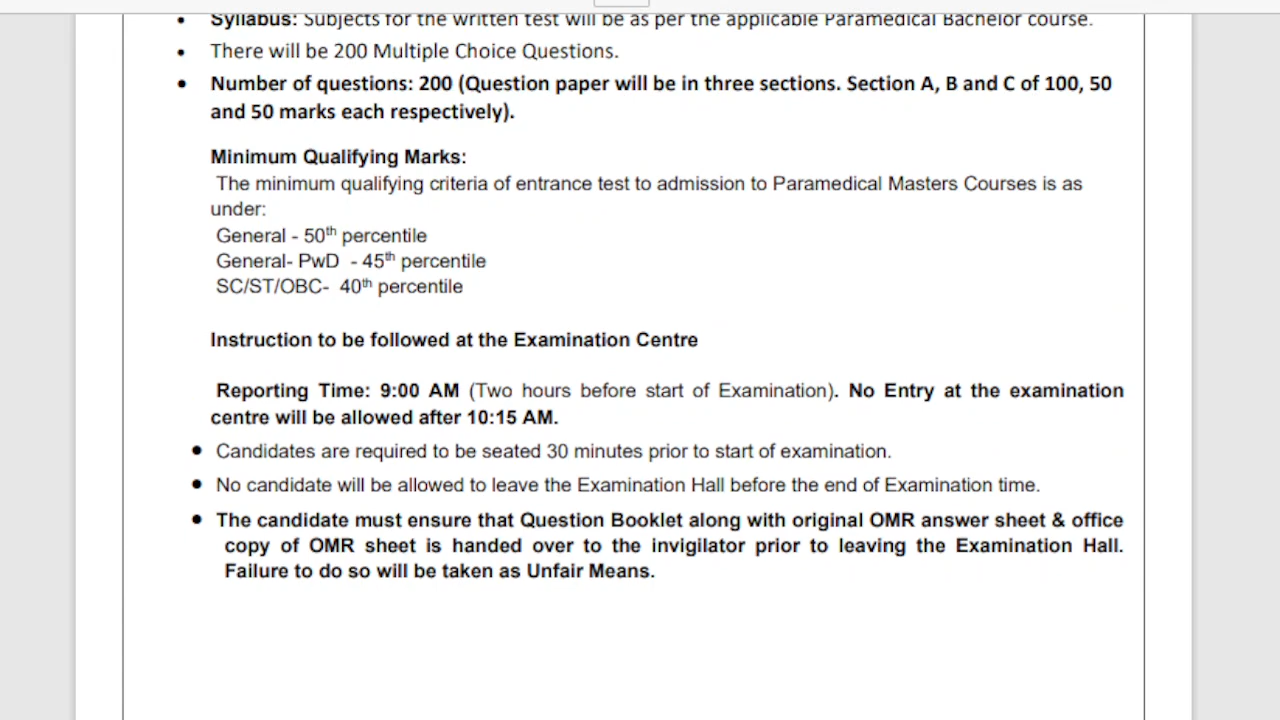 • Syllabus: Subjects for the written test will be as per the applicable Paramedical Bachelor course.
• There will be 200 Multiple Choice Questions.
• Number of questions: 200 (Question paper will be in three sections. Section A, B and C of 100, 50
and 50 marks each respectively).
Minimum Qualifying Marks:
The minimum qualifying criteria of entrance test to admission to Paramedical Masters Courses is as
under:
General - 50th percentile
General- PwD - 45th percentile
SC/ST/OBC- 40th percentile
Instruction to be followed at the Examination Centre
Reporting Time: 9:00 AM (Two hours before start of Examination). No Entry at the examination
centre will be allowed after 10:15 AM.
• Candidates are required to be seated 30 minutes prior to start of examination.
• No candidate will be allowed to leave the Examination Hall before the end of Examination time.
• The candidate must ensure that Question Booklet along with original OMR answer sheet & office
copy of OMR sheet is handed over to the invigilator prior to leaving the Examination Hall.
Failure to do so will be taken as Unfair Means.